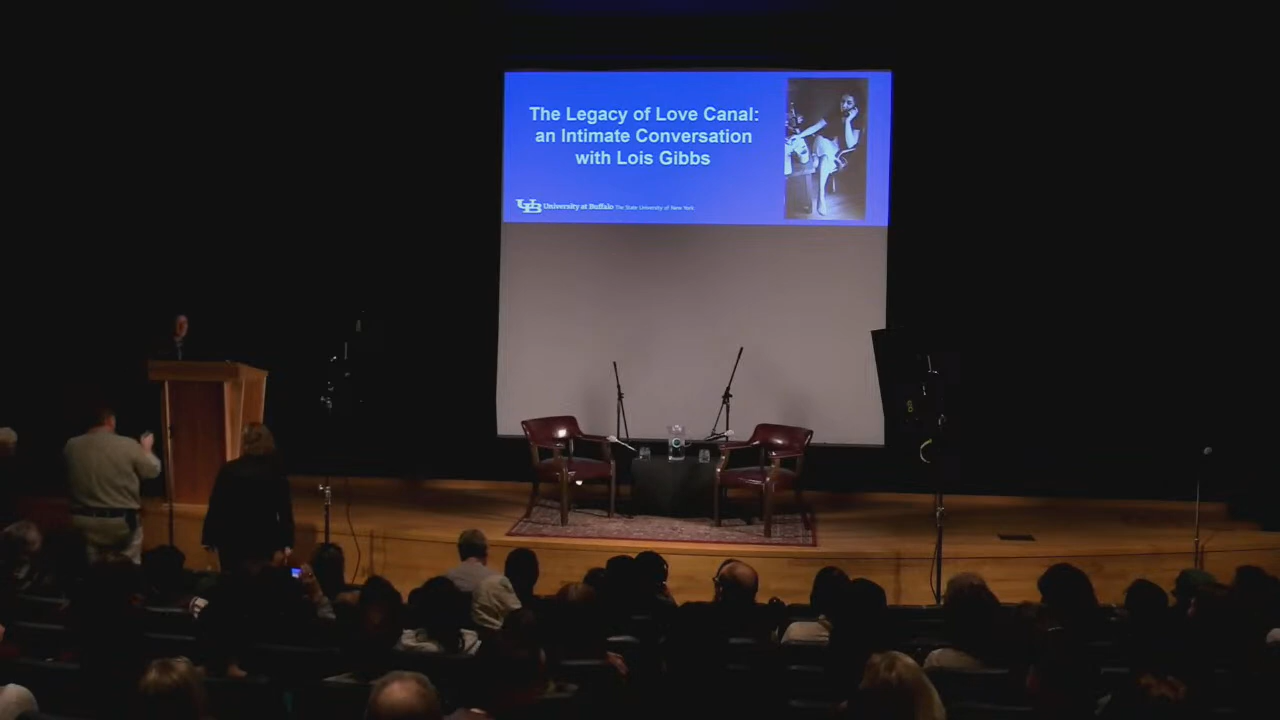 The Legacy of Love Canal:
an Intimate Conversation
with Lois Gibbs
UB University at Buffalo The State University of New York